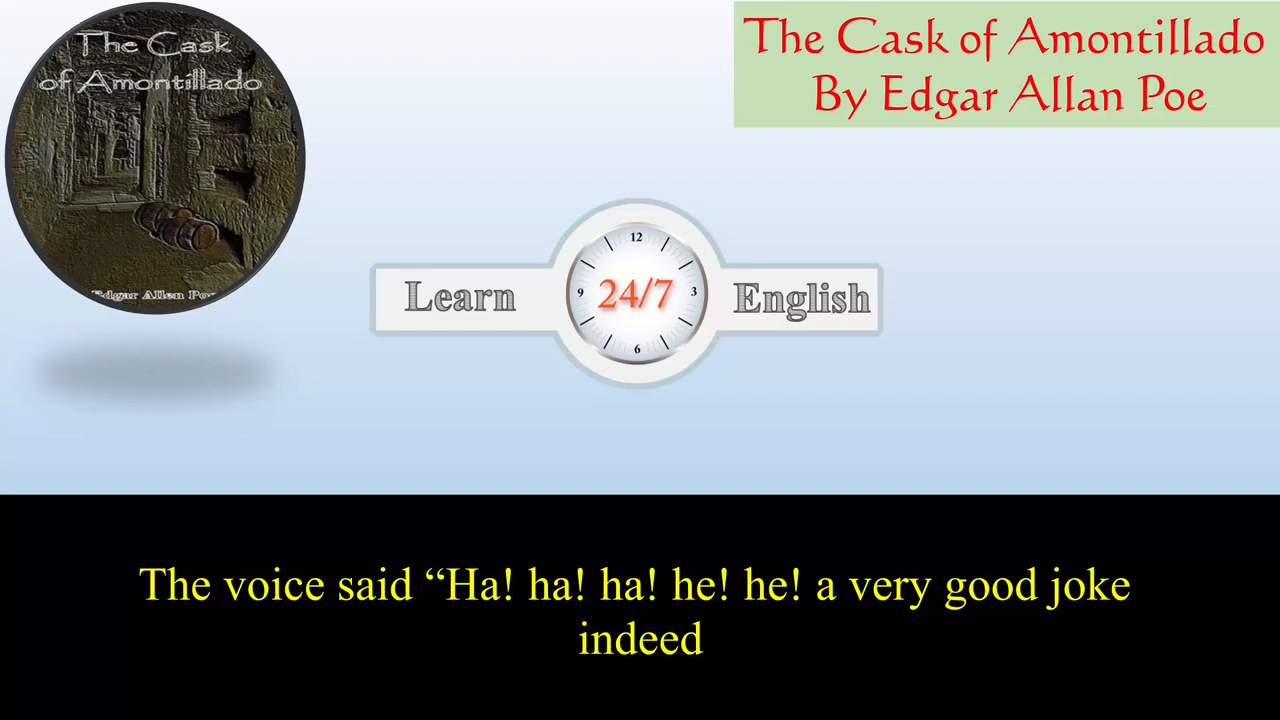 The Cask
of Amontillado
Edgar Allen Poe
The Cask of Amontillado
By Edgar Allan Poe
Learn 24/7 English
12
3
6
9
The voice said “Ha! ha! ha! he! he! a very good joke
indeed